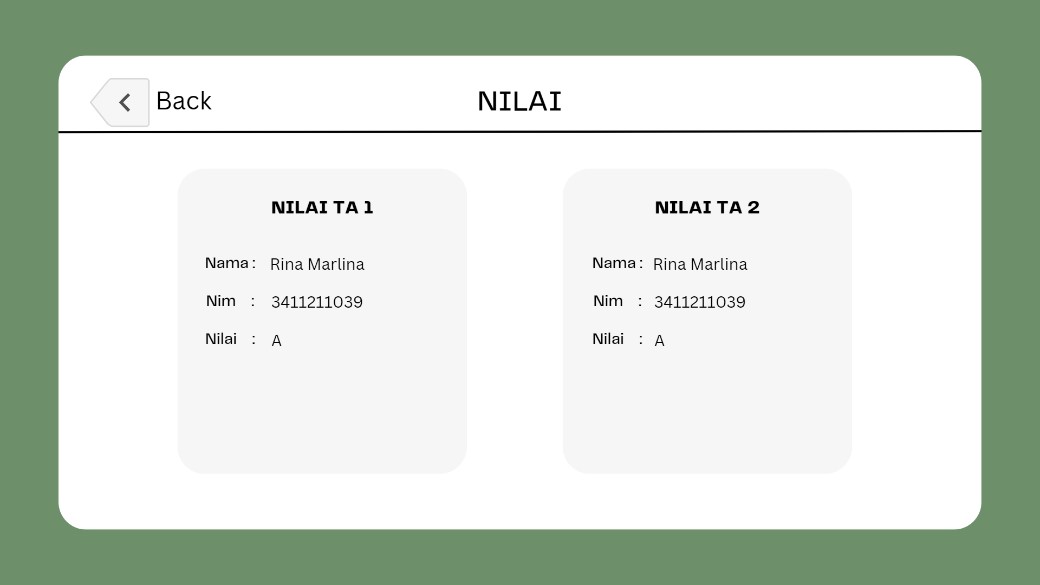 Back
NILAI
NILAI TA 1
Nama : Rina Marlina
Nim : 3411211039
Nilai : A
NILAI TA 2
Nama : Rina Marlina
Nim : 3411211039
Nilai : A